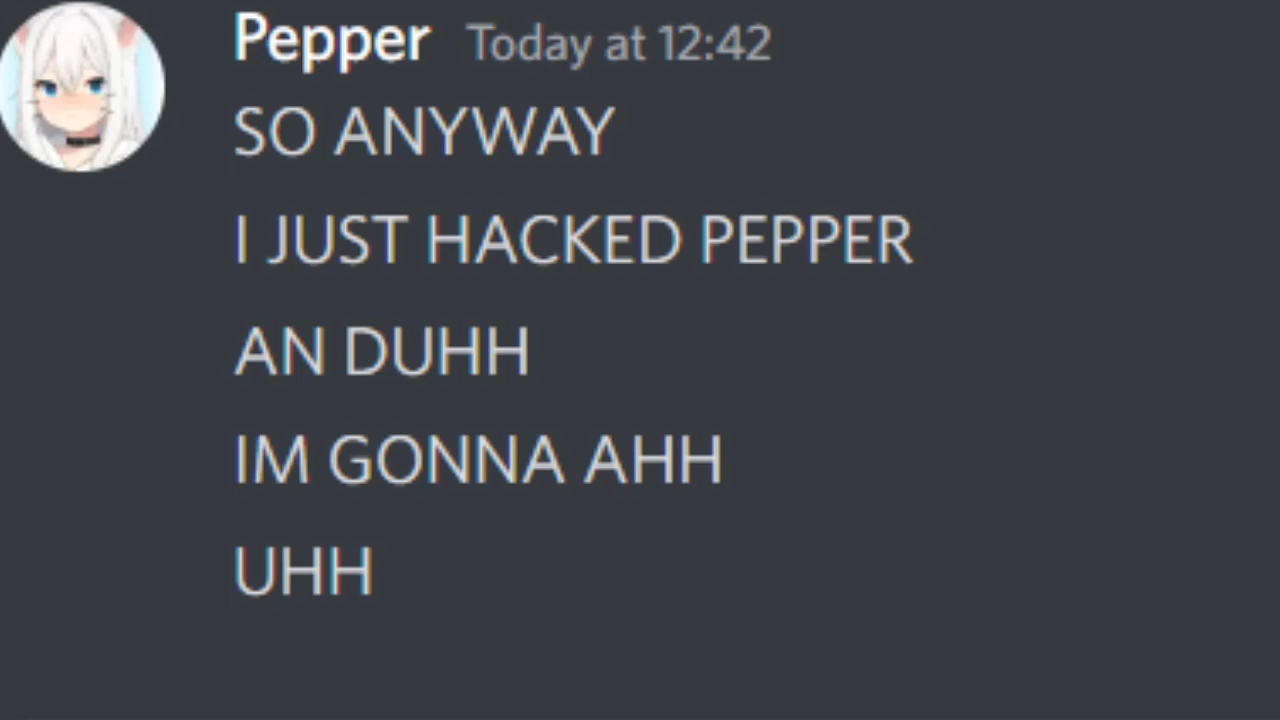 Pepper Today at 12:42
SO ANYWAY
I JUST HACKED PEPPER
AN DUHH
IM GONNA AHH
UHH